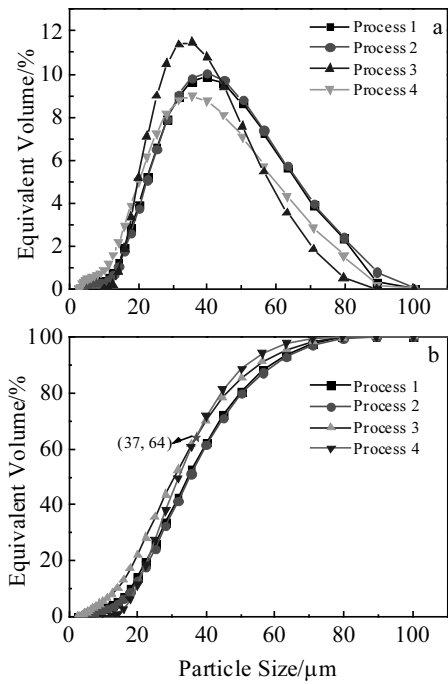 a
12
10
8
6
4
2
0
Equivalent Volume/%
Process 1
Process 2
Process 3
Process 4
0 20 40 60 80 100
b
100
80
60
40
20
0
Equivalent Volume/%
Process 1
Process 2
Process 3
Process 4
(37, 64)
0 20 40 60 80 100
Particle Size/μm